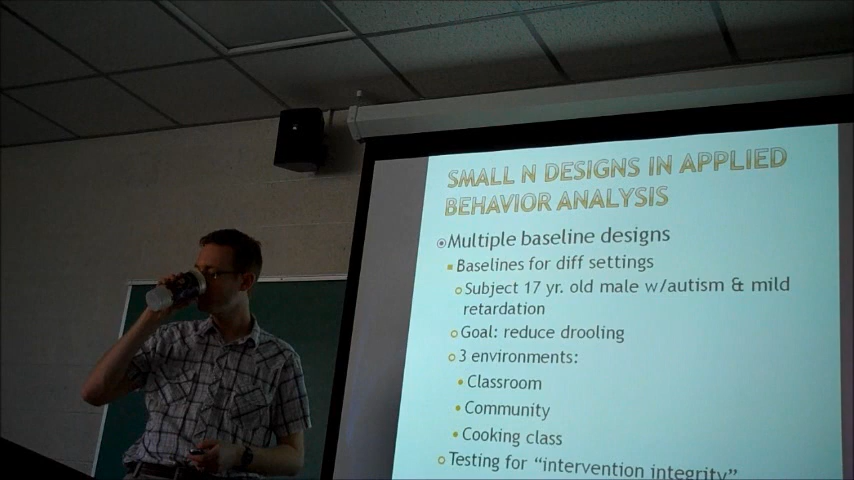 SMALL N DESIGNS IN APPLIED
BEHAVIOR ANALYSIS
Multiple baseline designs
Baselines for diff settings
Subject 17 yr. old male w/autism & mild
retardation
Goal: reduce drooling
3 environments:
Classroom
Community
Cooking class
Testing for “intervention integrity”